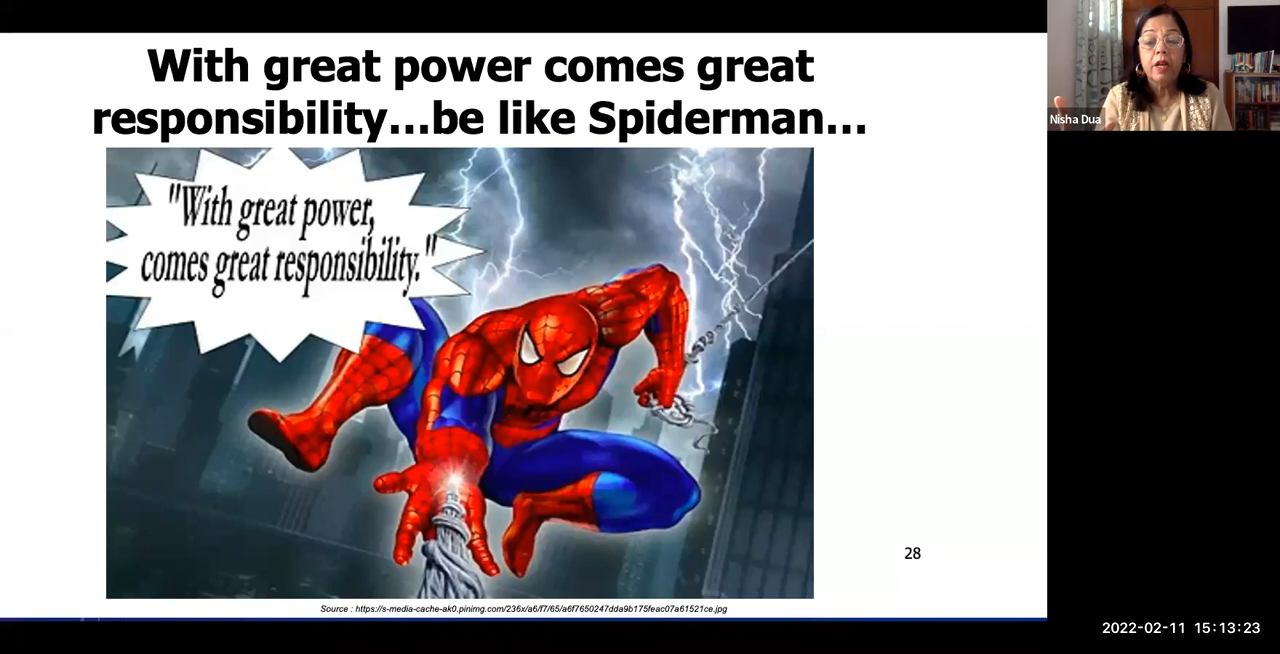 With great power comes great
responsibility...be like Spiderman...
"With great power,
comes great responsibility."
28
Source : https://s-media-cache-ak0.pinimg.com/236x/a6/f7/65/a6f7650247dda9b175feac07a61521ce.jpg
Nisha Dua
2022-02-11 15:13:23